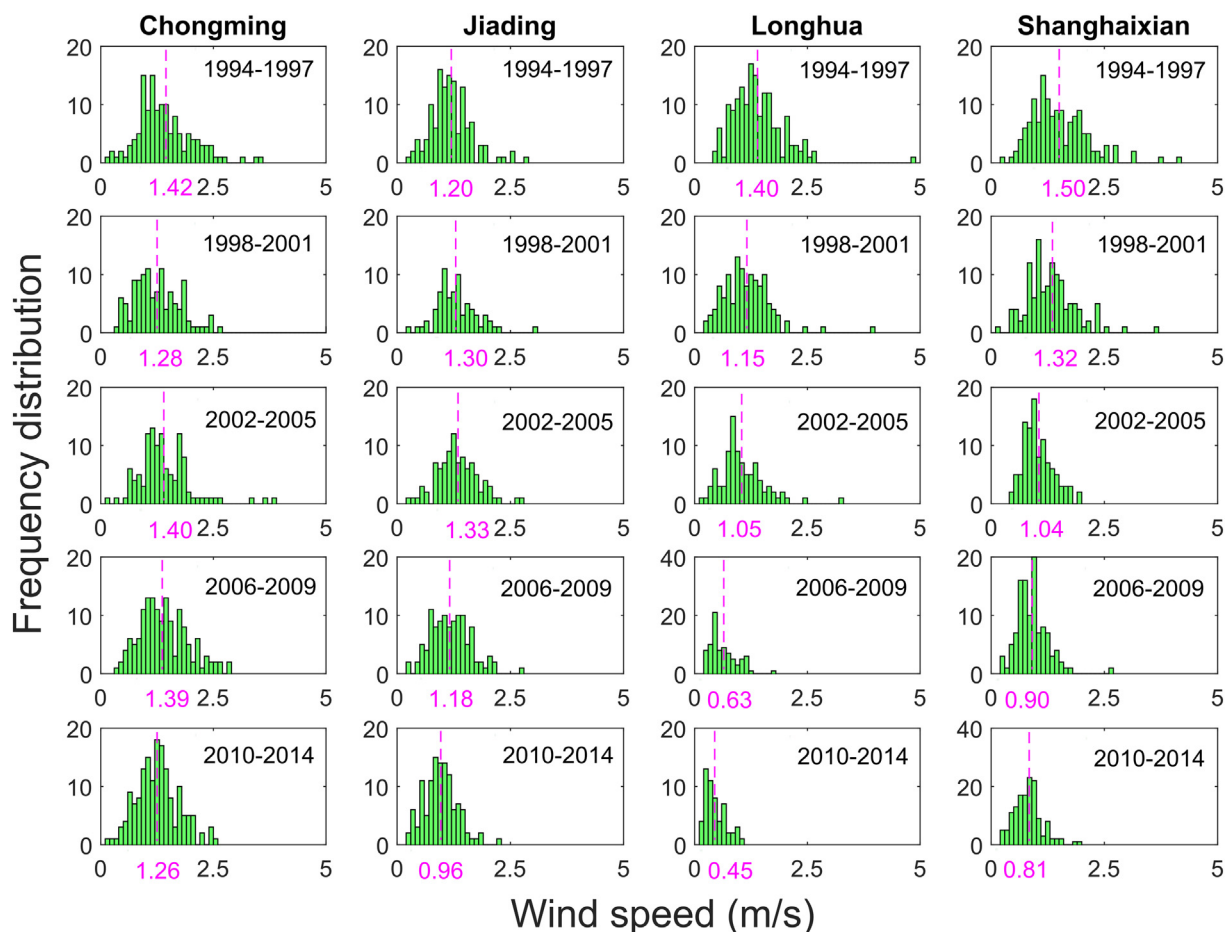 Chongming Jiading Longhua Shanghaixian
20 20 20 20
1994-1997 1994-1997 1994-1997 1994-1997
10 10 10 10
0 0 0 0
0 2.5 5 0 2.5 5 0 2.5 5 0 2.5 5
1.42 1.20 1.40 1.50
20 20 20 20
1998-2001 1998-2001 1998-2001 1998-2001
10 10 10 10
0 0 0 0
0 2.5 5 0 2.5 5 0 2.5 5 0 2.5 5
1.28 1.30 1.15 1.32
Frequency distribution
20 20 20 20
2002-2005 2002-2005 2002-2005 2002-2005
10 10 10 10
0 0 0 0
0 2.5 5 0 2.5 5 0 2.5 5 0 2.5 5
1.40 1.33 1.05 1.04
20 20 40 20
2006-2009 2006-2009 2006-2009 2006-2009
10 10 20 10
0 0 0 0
0 2.5 5 0 2.5 5 0 2.5 5 0 2.5 5
1.39 1.18 0.63 0.90
20 20 20 40
2010-2014 2010-2014 2010-2014 2010-2014
10 10 10 20
0 0 0 0
0 2.5 5 0 2.5 5 0 2.5 5 0 2.5 5
1.26 0.96 0.45 0.81
Wind speed (m/s)